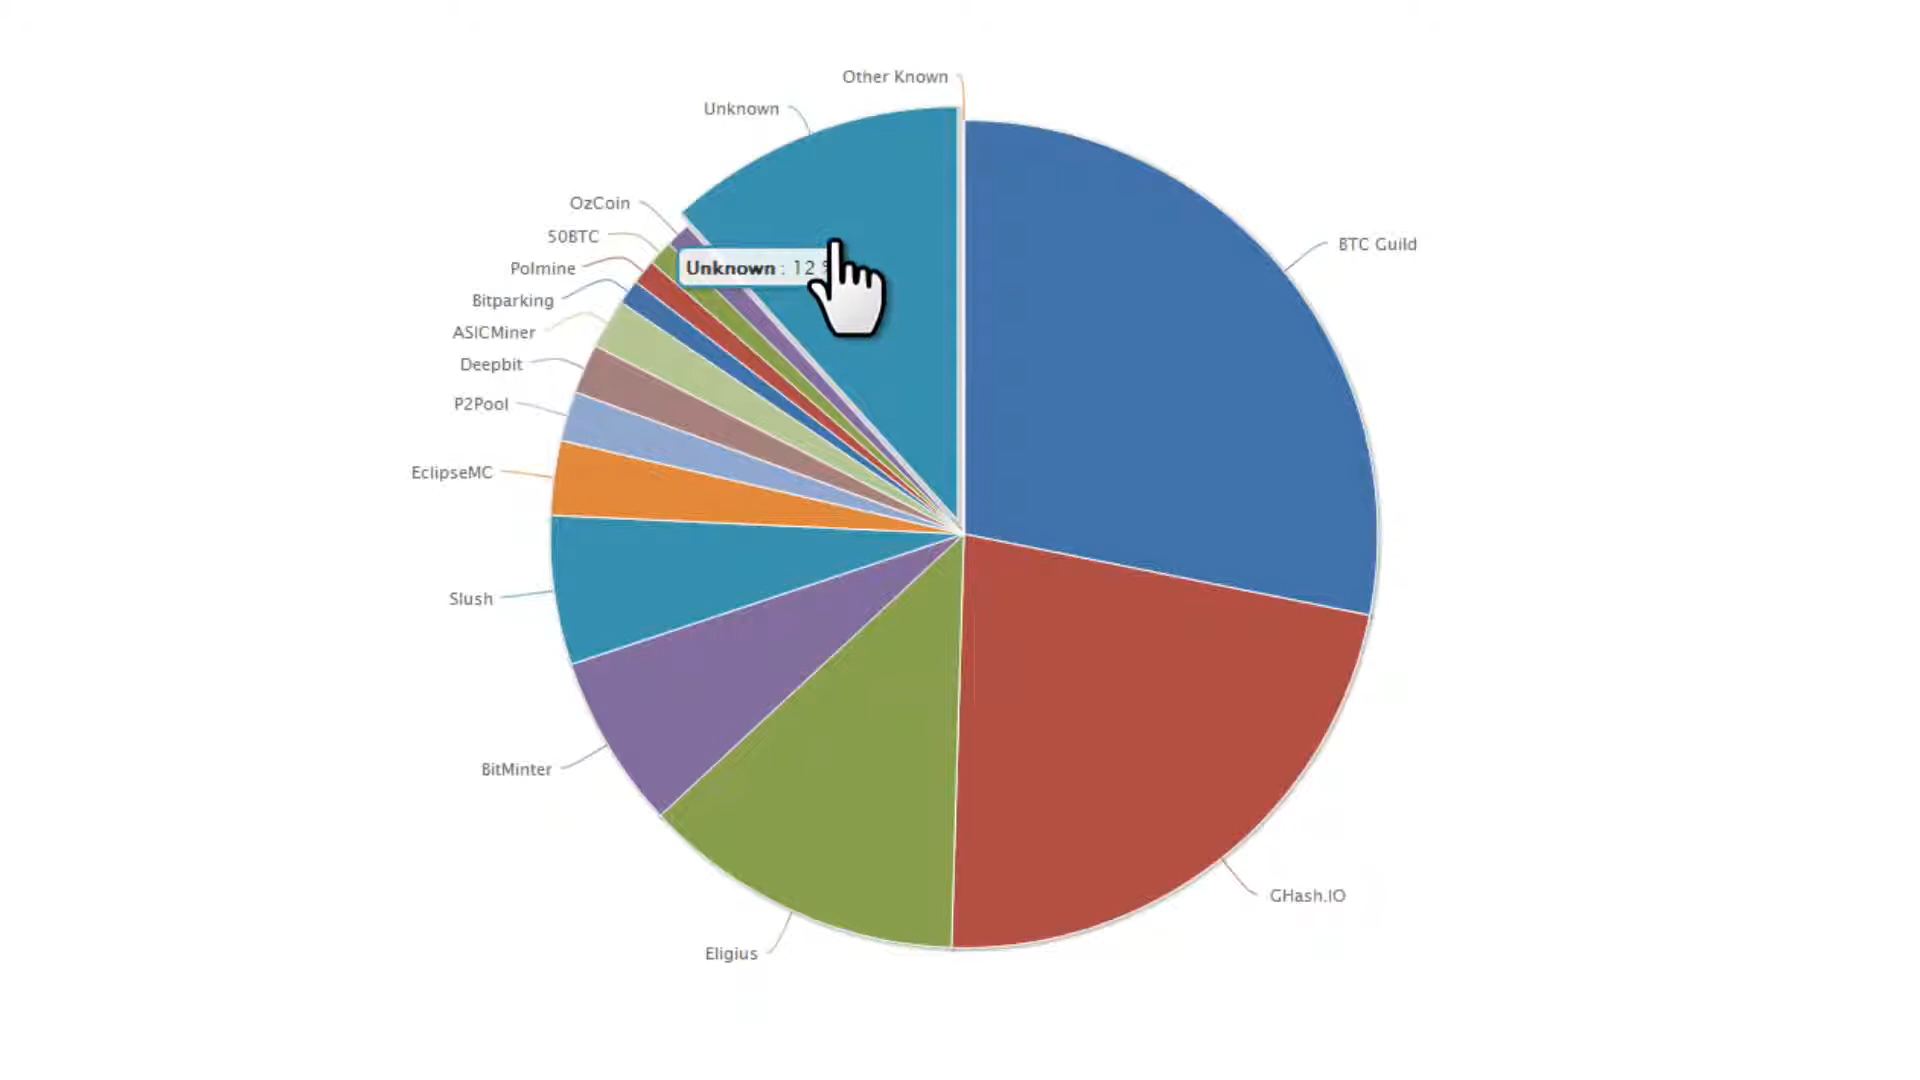 Other Known
Unknown
OzCoin
50BTC
Polmine
Bitparking
ASICMiner
Deepbit
P2Pool
EclipseMC
Slush
BitMinter
Eligius
GHash.IO
BTC Guild
Unknown : 12